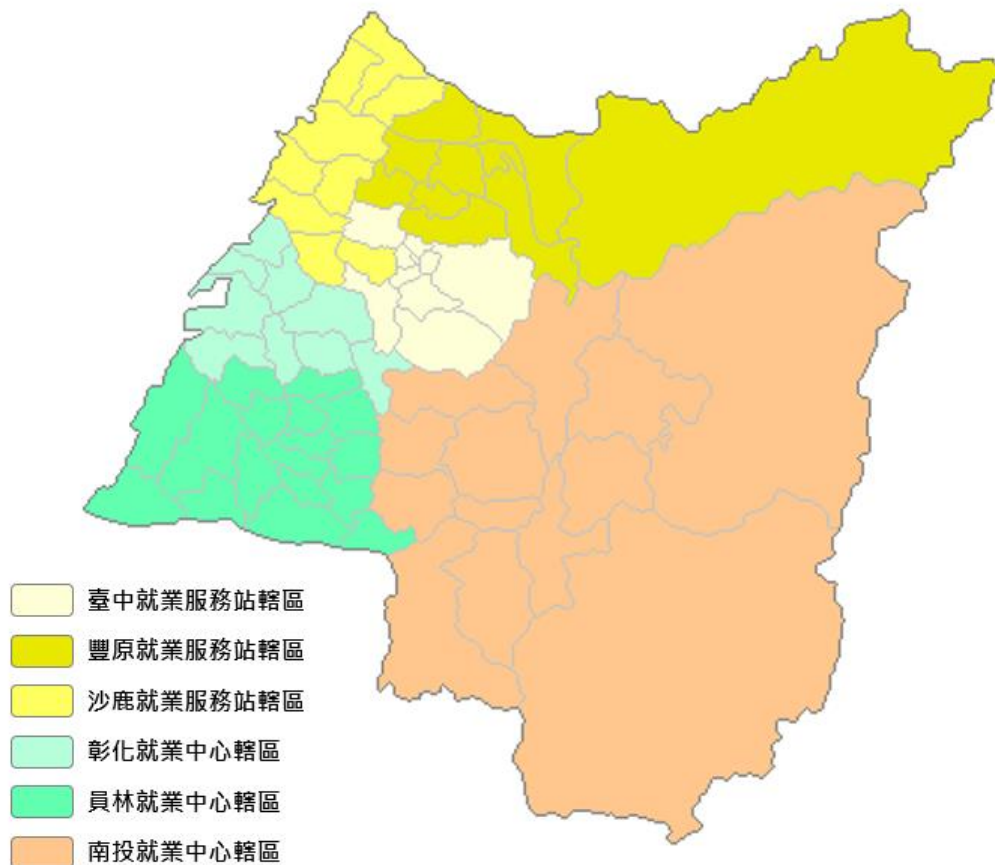 臺中就業服務站轄區
豐原就業服務站轄區
沙鹿就業服務站轄區
彰化就業中心轄區
員林就業中心轄區
南投就業中心轄區